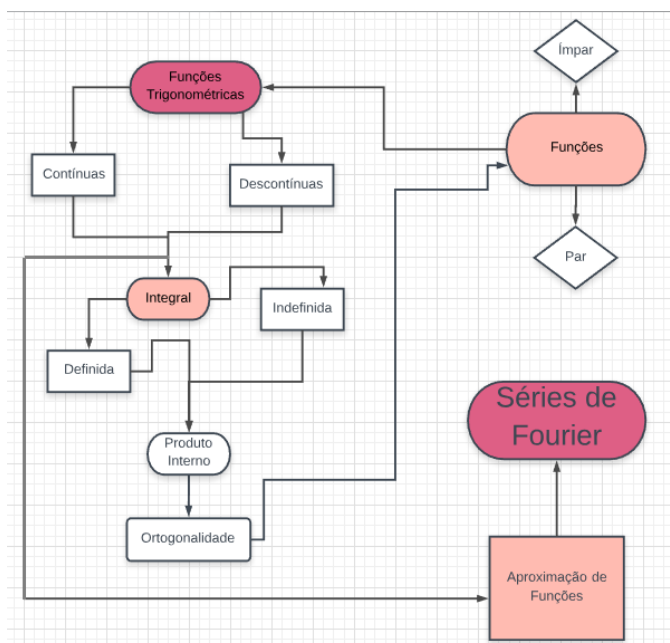 Ímpar
Funções
Trigonométricas
Funções
Contínuas
Descontínuas
Par
Integral
Indefinida
Definida
Séries de
Fourier
Produto
Interno
Ortogonalidade
Aproximação de
Funções